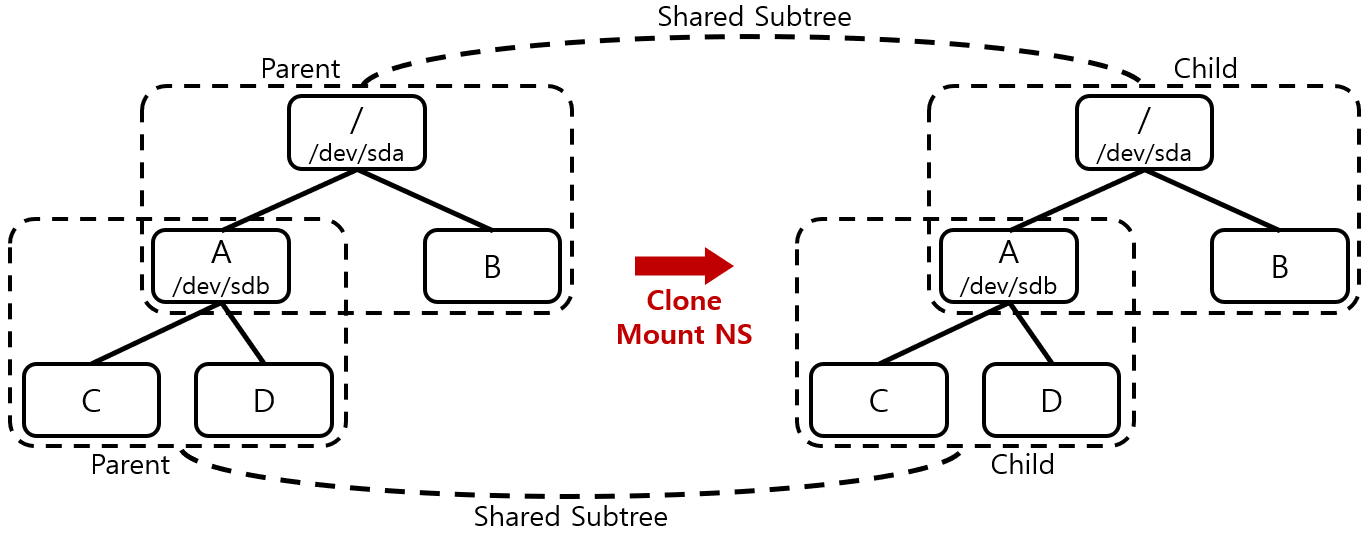 Shared Subtree
Parent
Child
/
/dev/sda
/
/dev/sda
A
/dev/sdb
B
A
/dev/sdb
B
Clone
Mount NS
C
D
C
D
Parent
Child
Shared Subtree